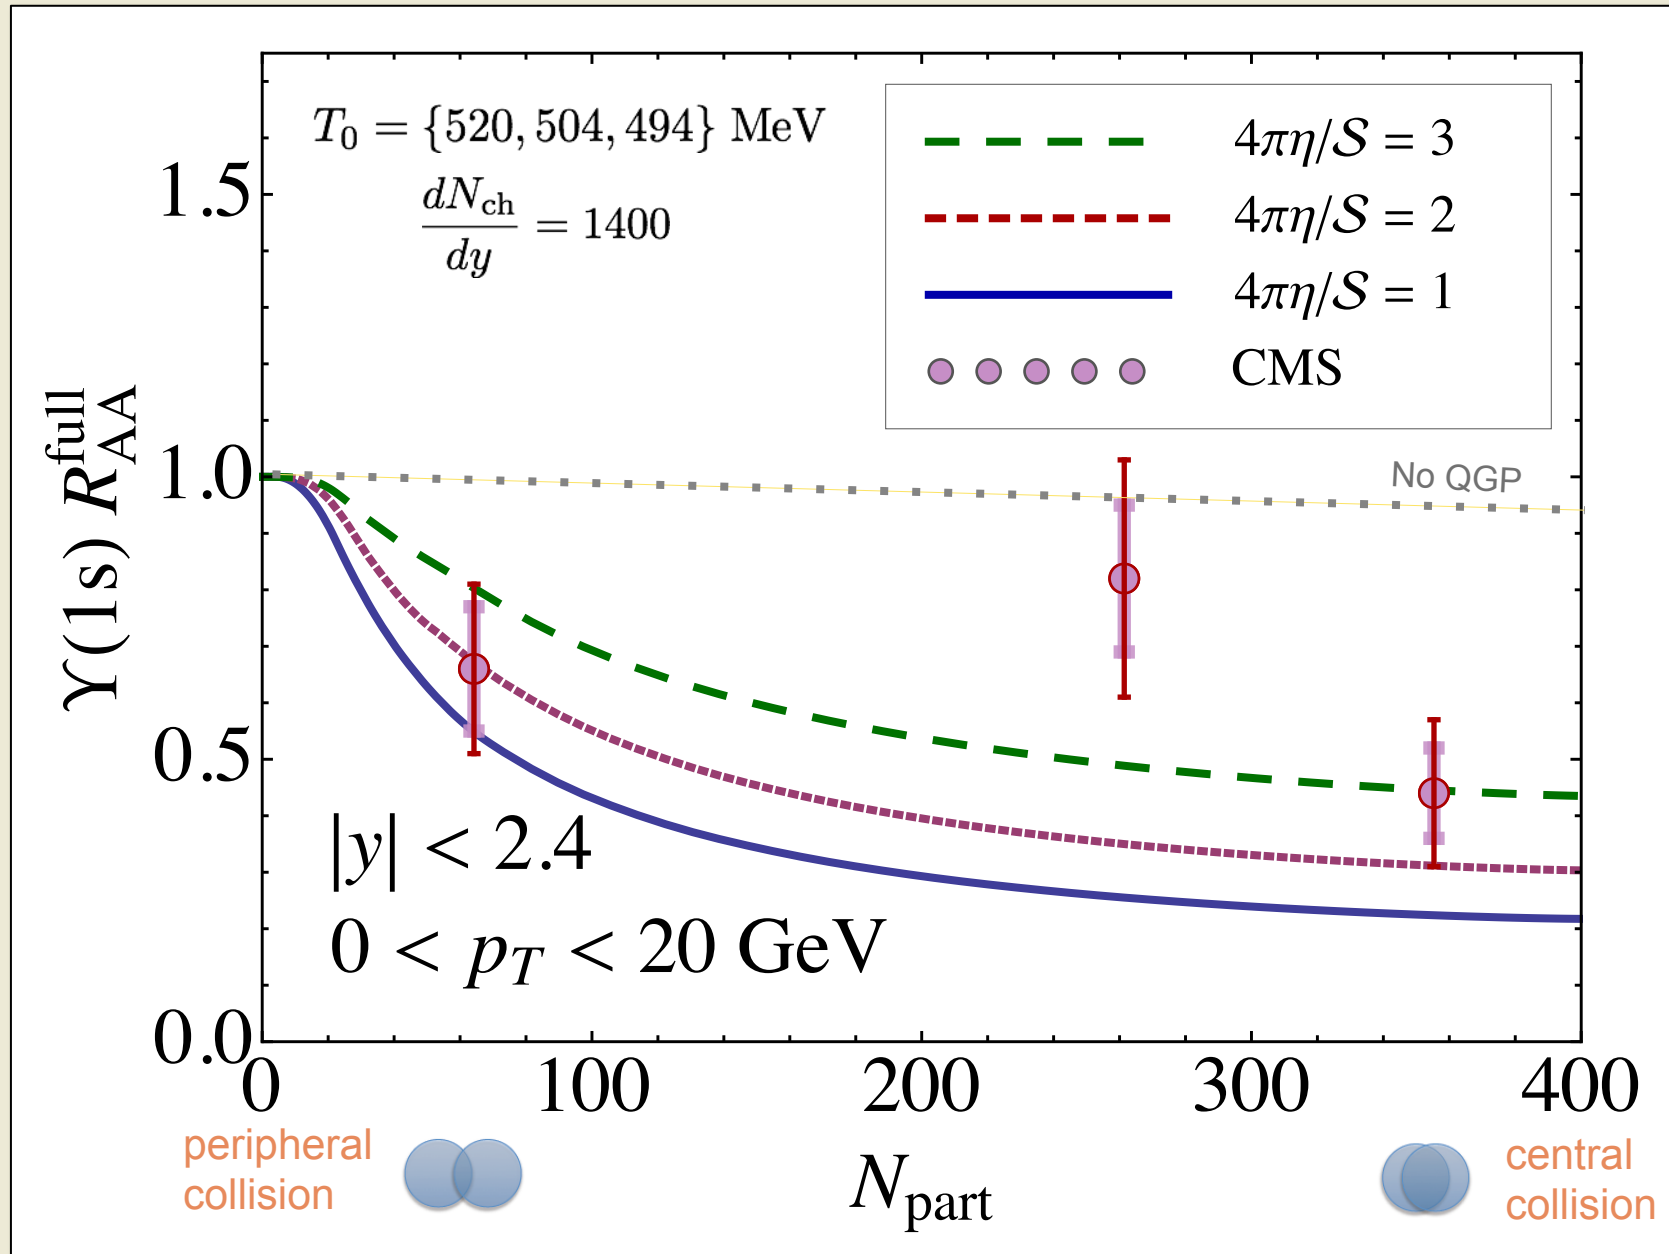 T₀ = {520, 504, 494} MeV
dN_ch/dy = 1400
4πη/𝒮 = 3
4πη/𝒮 = 2
4πη/𝒮 = 1
CMS
No QGP
ϒ(1s) R_AA^full
1.5
1.0
0.5
0.0
|y| < 2.4
0 < p_T < 20 GeV
0 100 200 300 400
N_part
peripheral
collision
central
collision